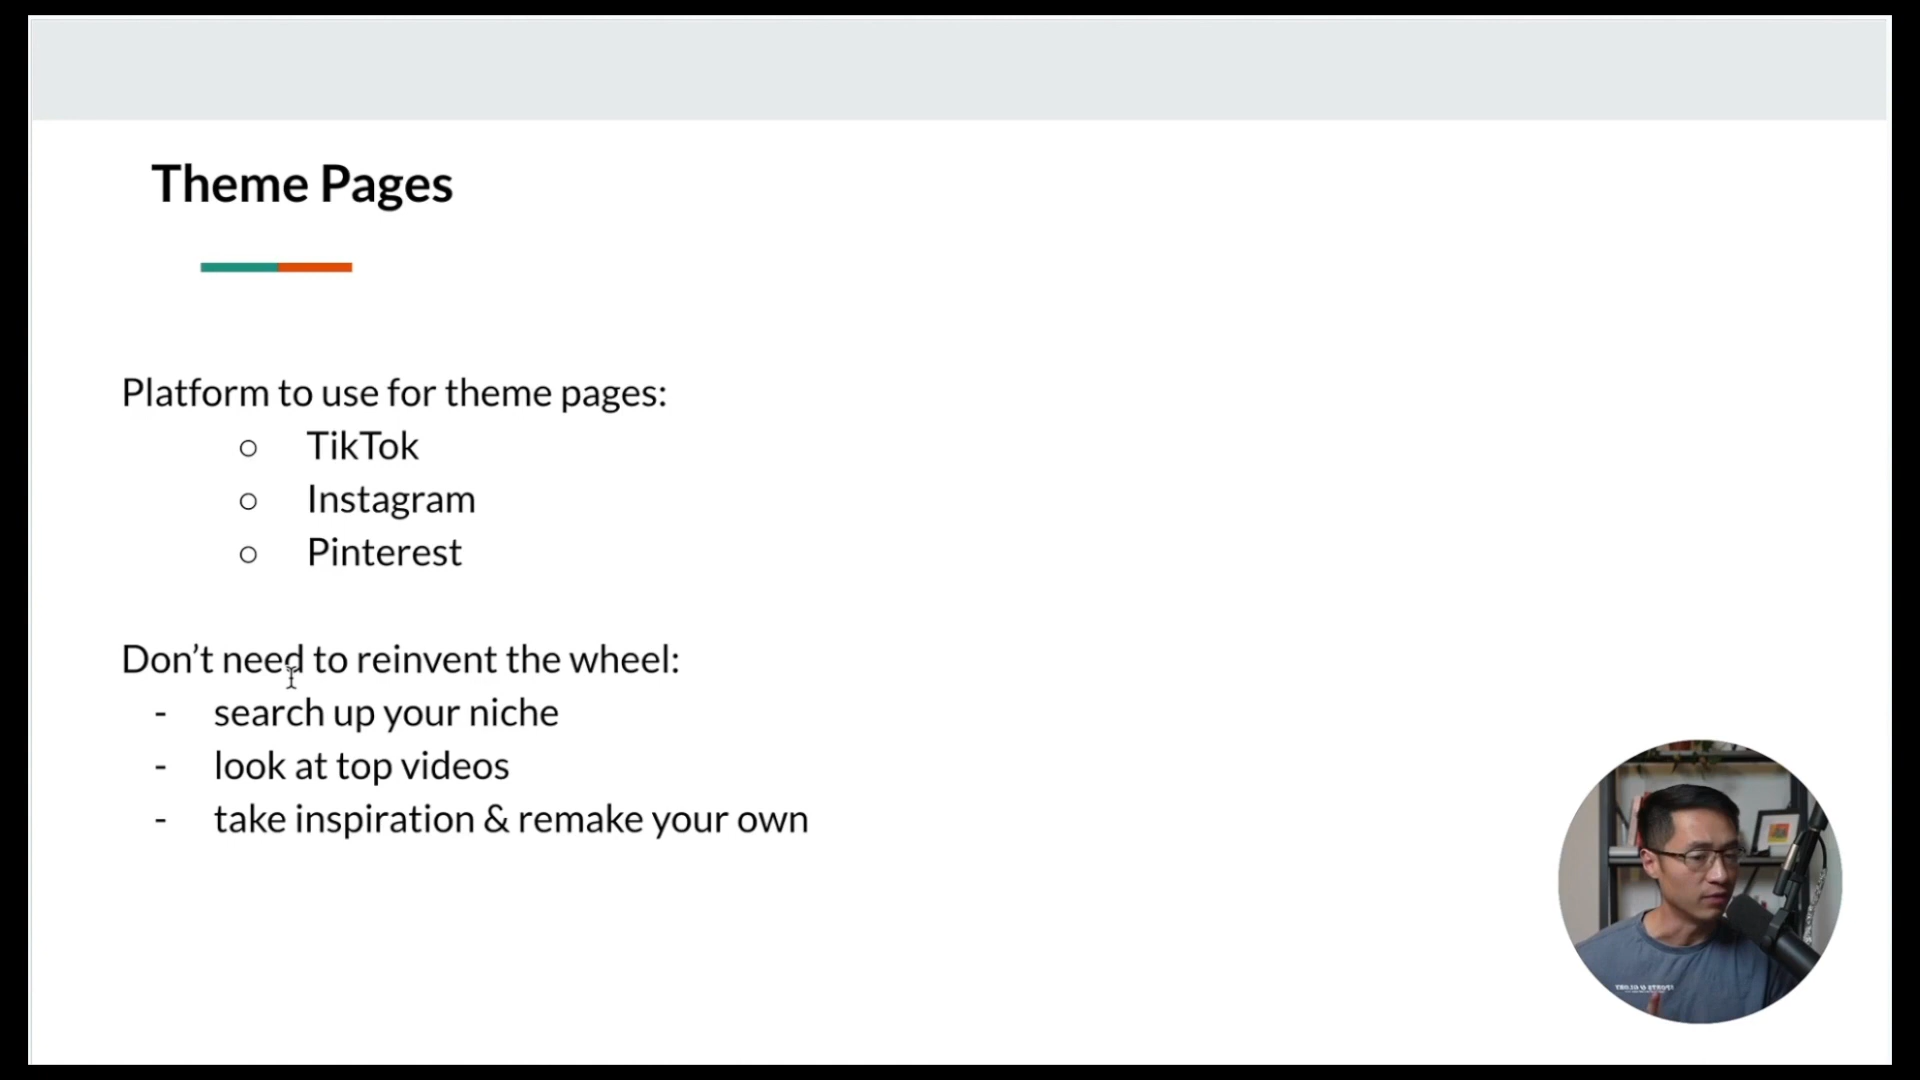 Theme Pages
Platform to use for theme pages:
○ TikTok
○ Instagram
○ Pinterest
Don’t need to reinvent the wheel:
- search up your niche
- look at top videos
- take inspiration & remake your own